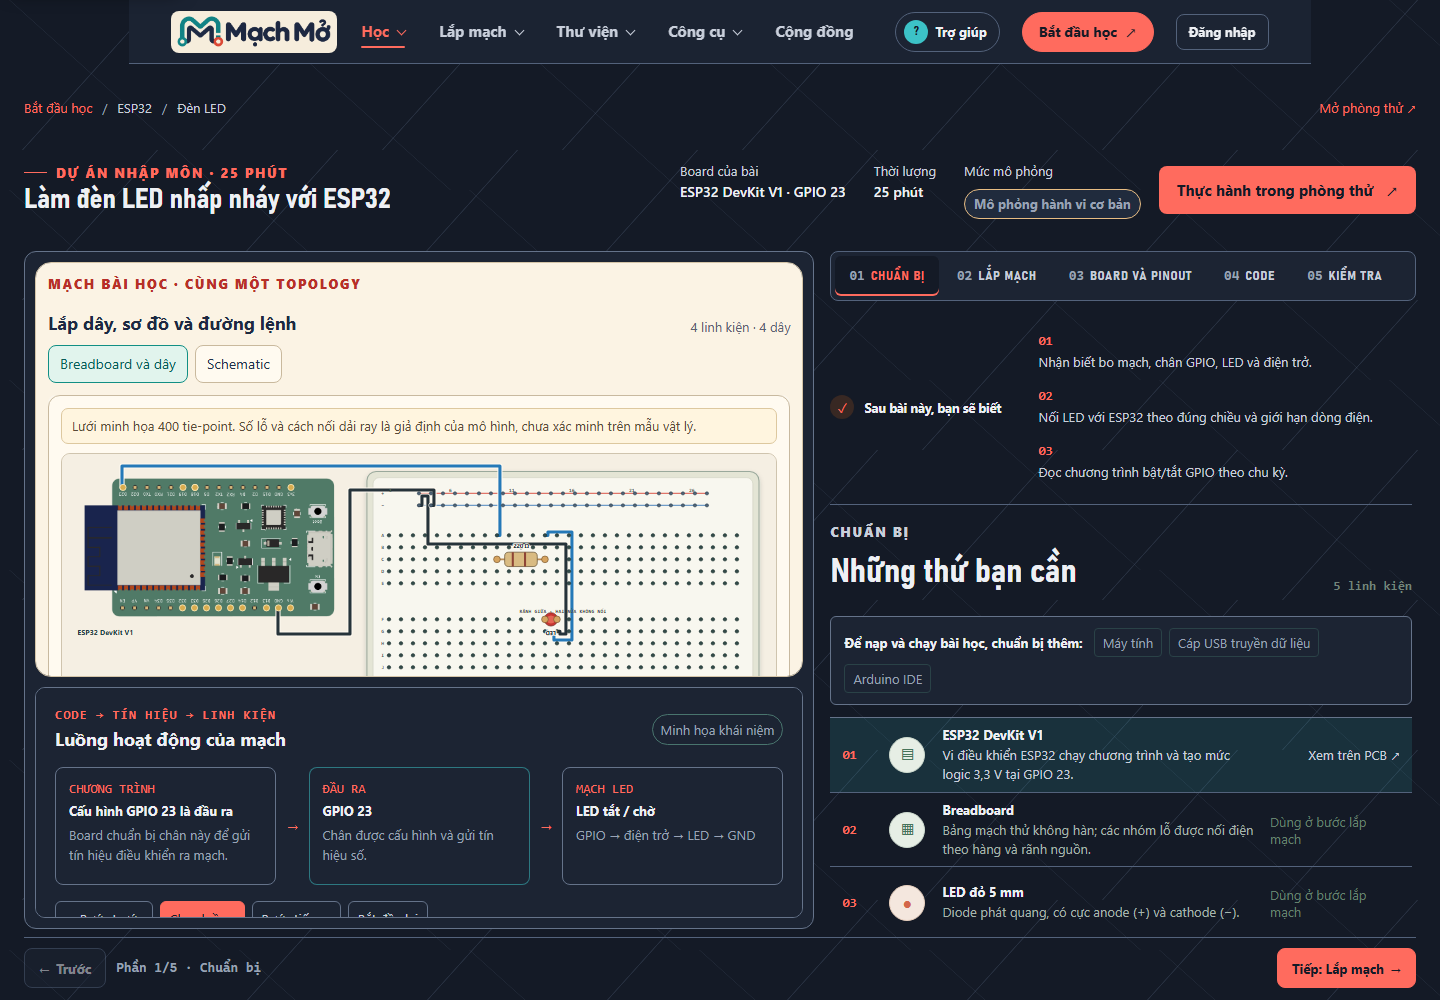 Mạch Mở
Học
Lắp mạch
Thư viện
Công cụ
Cộng đồng
? Trợ giúp
Bắt đầu học ↗
Đăng nhập
Bắt đầu học / ESP32 / Đèn LED
Mở phòng thử ↗
DỰ ÁN NHẬP MÔN · 25 PHÚT
Làm đèn LED nhấp nháy với ESP32
Board của bài
ESP32 DevKit V1 · GPIO 23
Thời lượng
25 phút
Mức mô phỏng
Mô phỏng hành vi cơ bản
Thực hành trong phòng thử ↗
MẠCH BÀI HỌC · CÙNG MỘT TOPOLOGY
Lắp dây, sơ đồ và đường lệnh
4 linh kiện · 4 dây
Breadboard và dây
Schematic
Lưới minh họa 400 tie-point. Số lỗ và cách nối dải ray là giả định của mô hình, chưa xác minh trên mẫu vật lý.
220 Ω
ESP32 DevKit V1
CODE → TÍN HIỆU → LINH KIỆN
Luồng hoạt động của mạch
Minh họa khái niệm
CHƯƠNG TRÌNH
Cấu hình GPIO 23 là đầu ra
Board chuẩn bị chân này để gửi
tín hiệu điều khiển ra mạch.
→
ĐẦU RA
GPIO 23
Chân được cấu hình và gửi tín
hiệu số.
→
MẠCH LED
LED tắt / chờ
GPIO → điện trở → LED → GND
01 CHUẨN BỊ
02 LẮP MẠCH
03 BOARD VÀ PINOUT
04 CODE
05 KIỂM TRA
✓ Sau bài này, bạn sẽ biết
01
Nhận biết bo mạch, chân GPIO, LED và điện trở.
02
Nối LED với ESP32 theo đúng chiều và giới hạn dòng điện.
03
Đọc chương trình bật/tắt GPIO theo chu kỳ.
CHUẨN BỊ
Những thứ bạn cần
5 linh kiện
Để nạp và chạy bài học, chuẩn bị thêm:
Máy tính
Cáp USB truyền dữ liệu
Arduino IDE
01
ESP32 DevKit V1
Vi điều khiển ESP32 chạy chương trình và tạo mức
logic 3,3 V tại GPIO 23.
Xem trên PCB ↗
02
Breadboard
Bảng mạch thử không hàn; các nhóm lỗ được nối điện
theo hàng và rãnh nguồn.
Dùng ở bước lắp
mạch
03
LED đỏ 5 mm
Diode phát quang, có cực anode (+) và cathode (−).
Dùng ở bước lắp
mạch
← Trước
Phần 1/5 · Chuẩn bị
Tiếp: Lắp mạch →